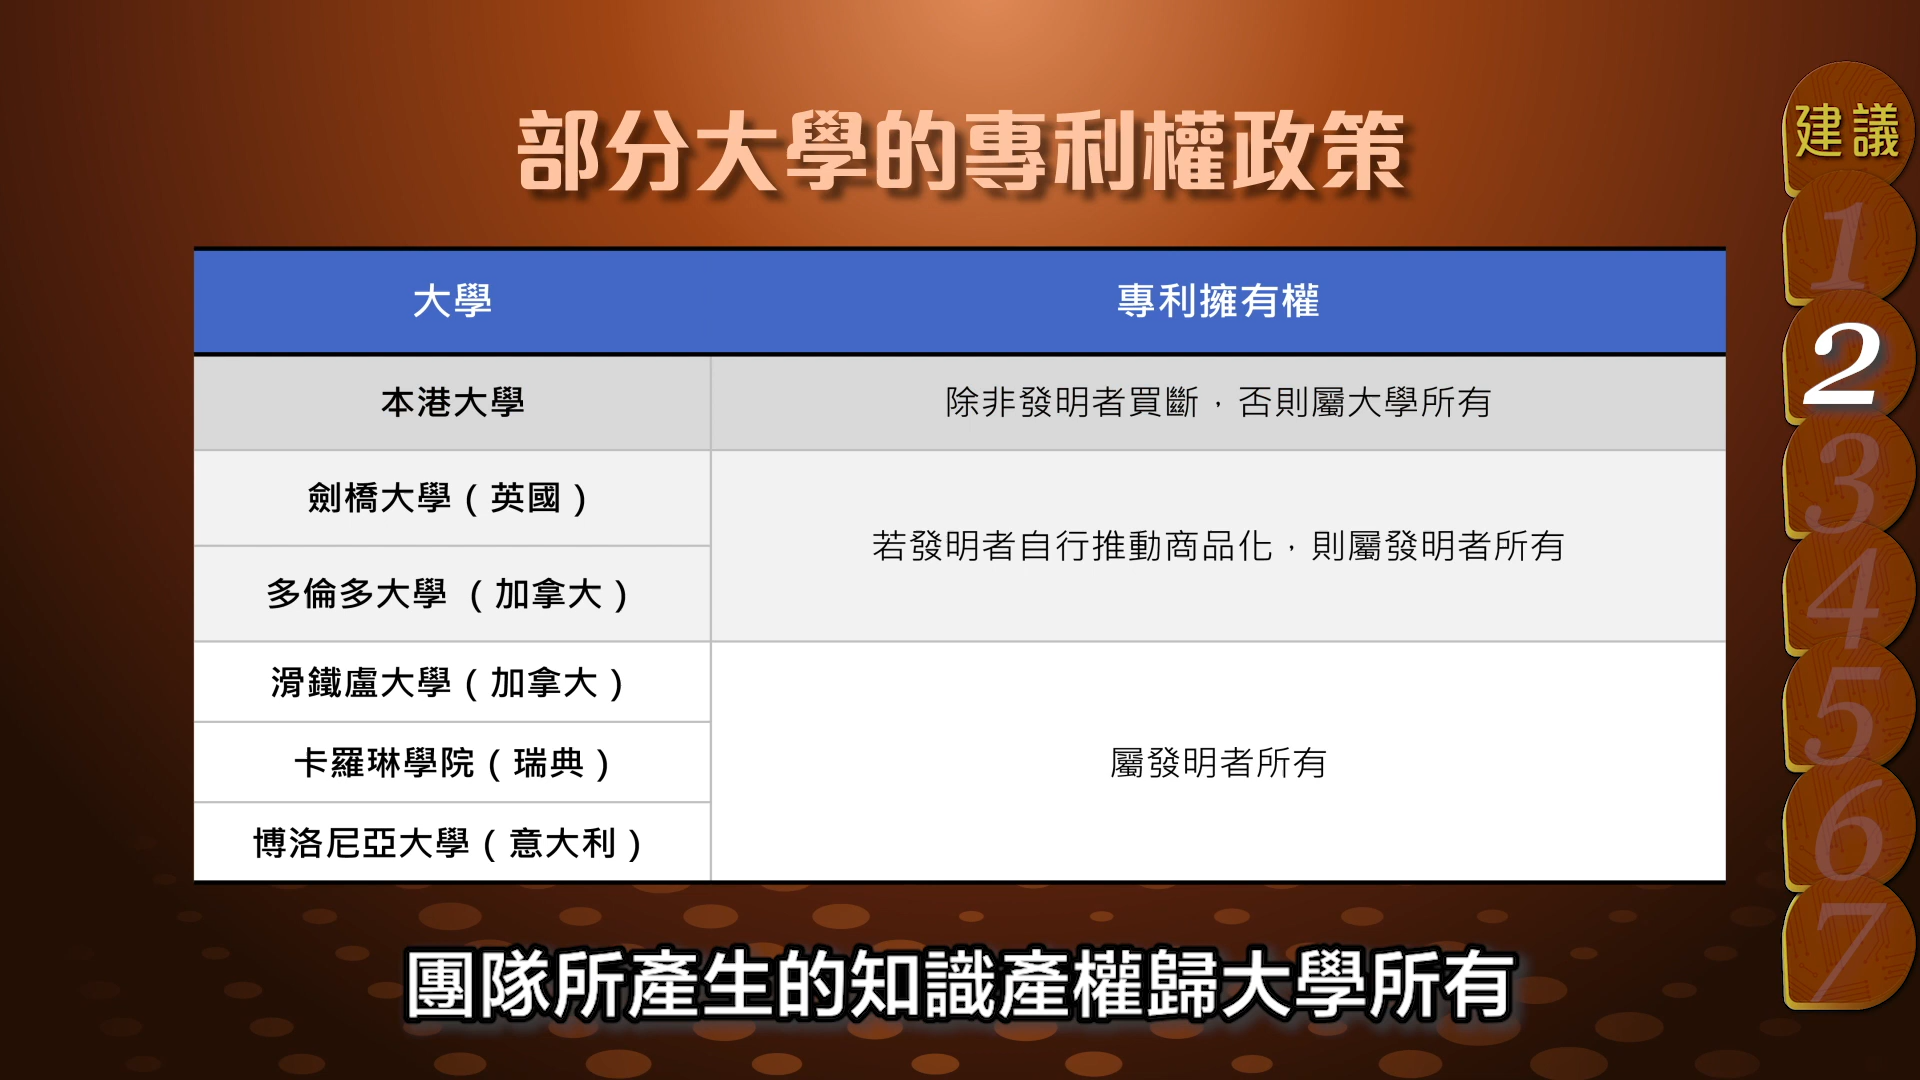 部分大學的專利權政策
大學 專利擁有權
本港大學 除非發明者買斷，否則屬大學所有
劍橋大學（英國）
若發明者自行推動商品化，則屬發明者所有
多倫多大學（加拿大）
滑鐵盧大學（加拿大）
卡羅琳學院（瑞典） 屬發明者所有
博洛尼亞大學（意大利）
團隊所產生的知識產權歸大學所有
建議
1
2
3
4
5
6
7